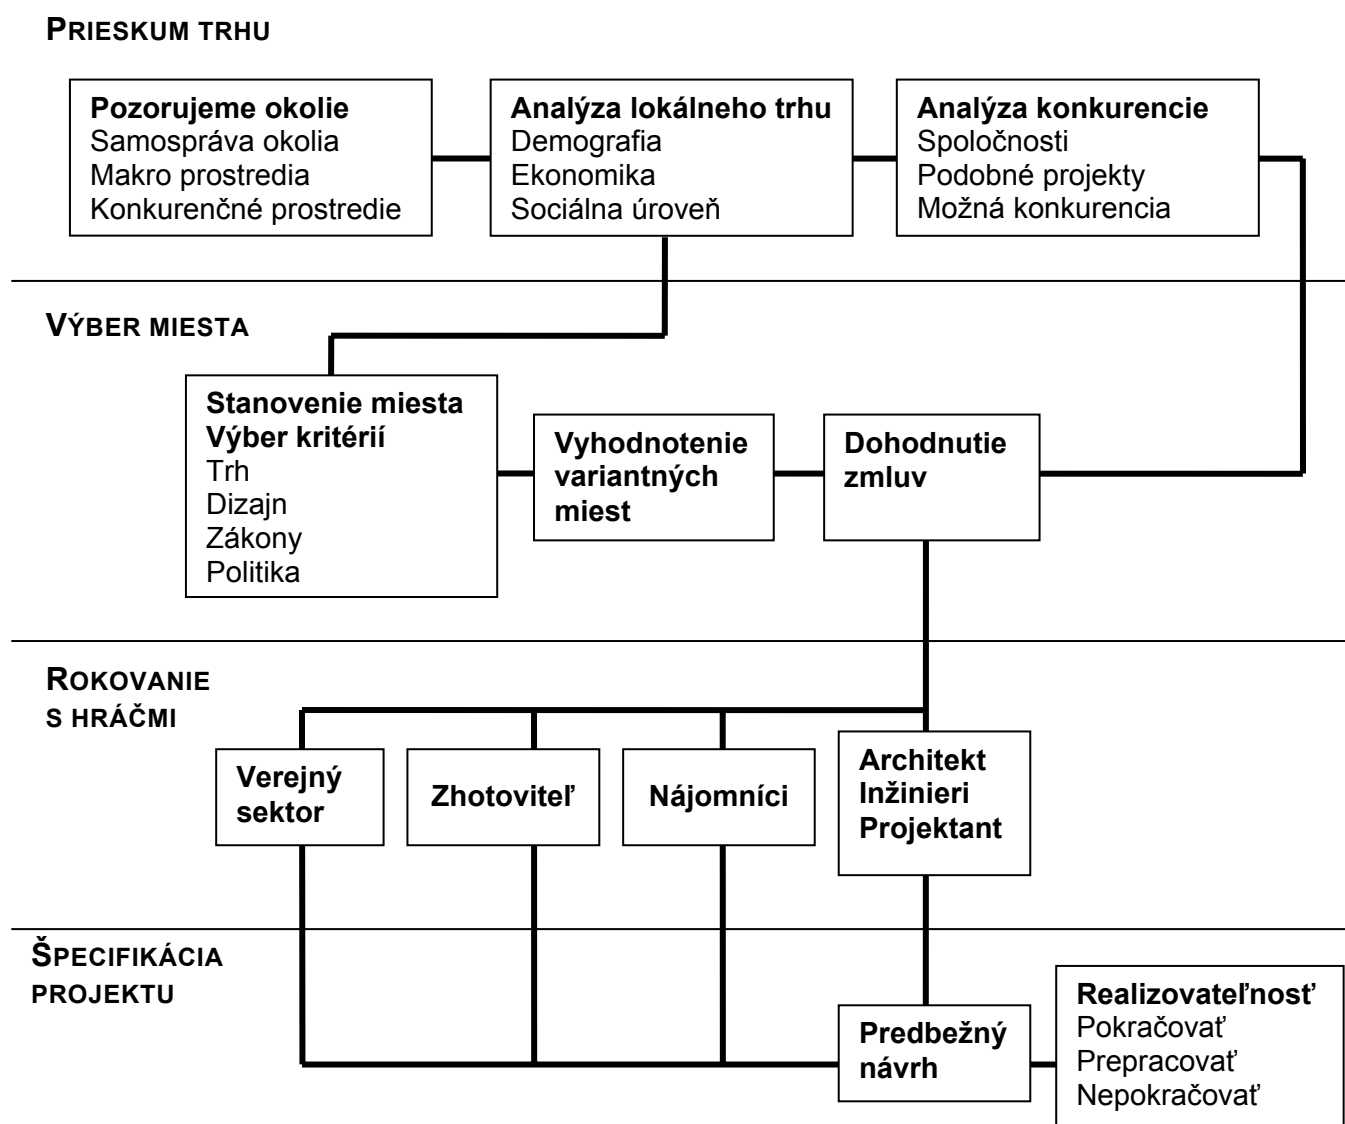 PRIESKUM TRHU
Pozorujeme okolie
Samospráva okolia
Makro prostredia
Konkurenčné prostredie
Analýza lokálneho trhu
Demografia
Ekonomika
Sociálna úroveň
Analýza konkurencie
Spoločnosti
Podobné projekty
Možná konkurencia
VÝBER MIESTA
Stanovenie miesta
Výber kritérií
Trh
Dizajn
Zákony
Politika
Vyhodnotenie
variantných
miest
Dohodnutie
zmluv
ROKOVANIE
S HRÁČMI
Verejný
sektor
Zhotoviteľ
Nájomníci
Architekt
Inžinieri
Projektant
ŠPECIFIKÁCIA
PROJEKTU
Predbežný
návrh
Realizovateľnosť
Pokračovať
Prepracovať
Nepokračovať